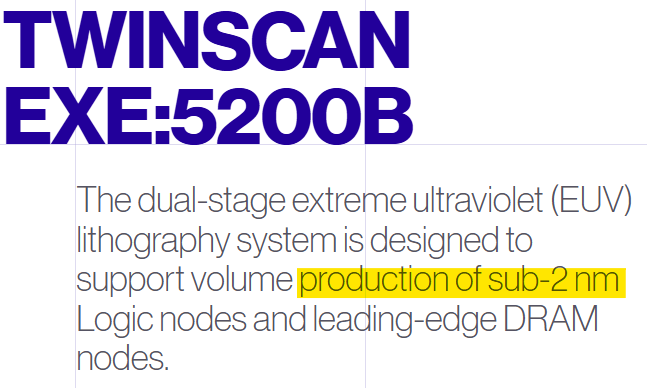 TWINSCAN
EXE:5200B
The dual-stage extreme ultraviolet (EUV)
lithography system is designed to
support volume production of sub-2 nm
Logic nodes and leading-edge DRAM
nodes.